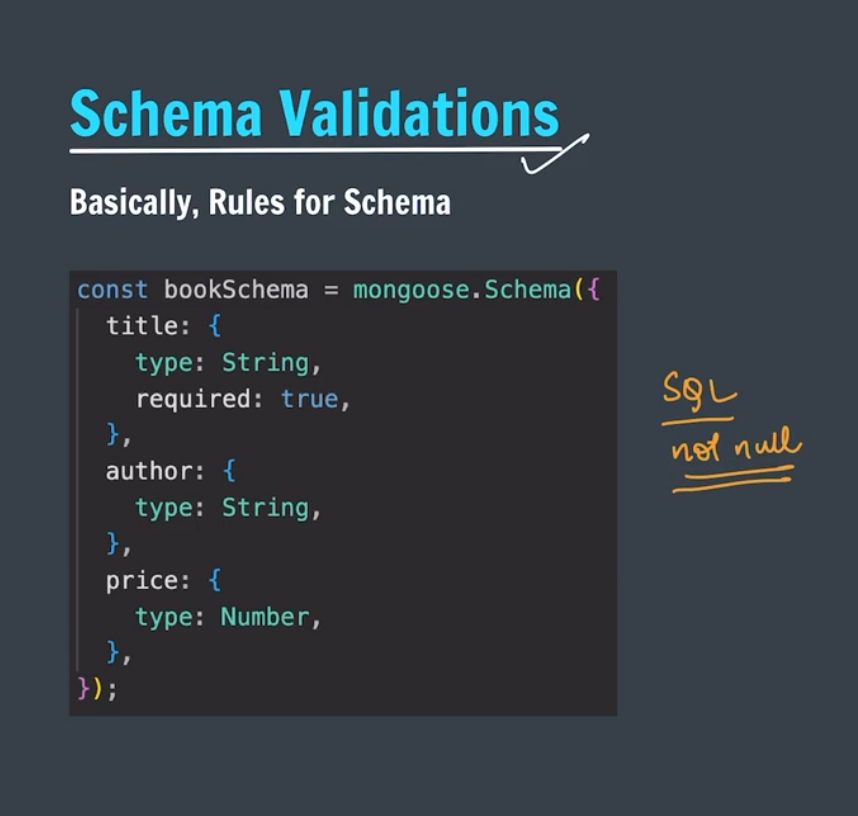 Schema Validations
Basically, Rules for Schema
const bookSchema = mongoose.Schema({
  title: {
    type: String,
    required: true,
  },
  author: {
    type: String,
  },
  price: {
    type: Number,
  },
});
SQL
not null